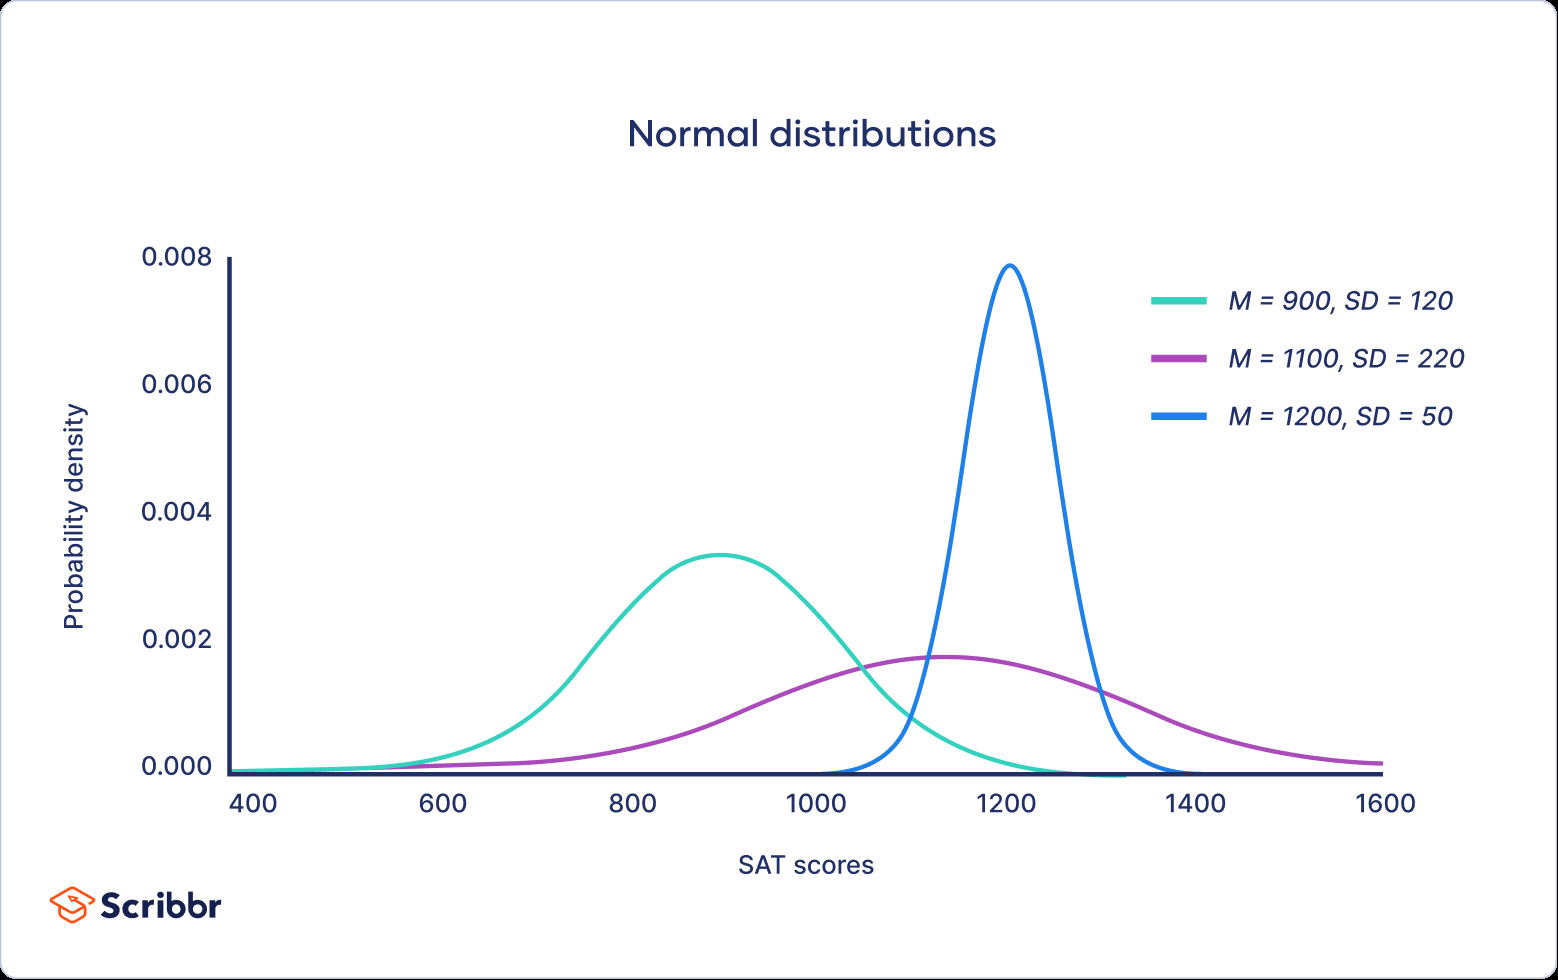 Normal distributions
0.008
0.006
0.004
0.002
0.000
Probability density
M = 900, SD = 120
M = 1100, SD = 220
M = 1200, SD = 50
400 600 800 1000 1200 1400 1600
SAT scores
Scribbr